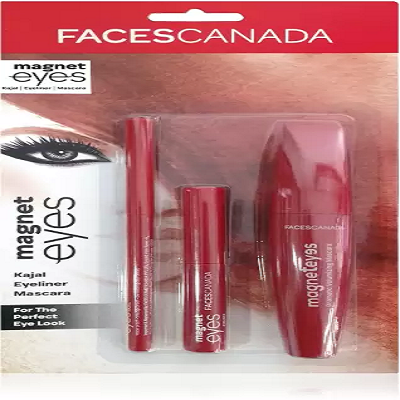 FACESCANADA
magnet
eyes
Kajal | Eyeliner | Mascara
magnet
eyes
Kajal
Eyeliner
Mascara
For The
Perfect
Eye Look
eyes
magnet
eyes
FACESCANADA
FACESCANADA
magneteyes